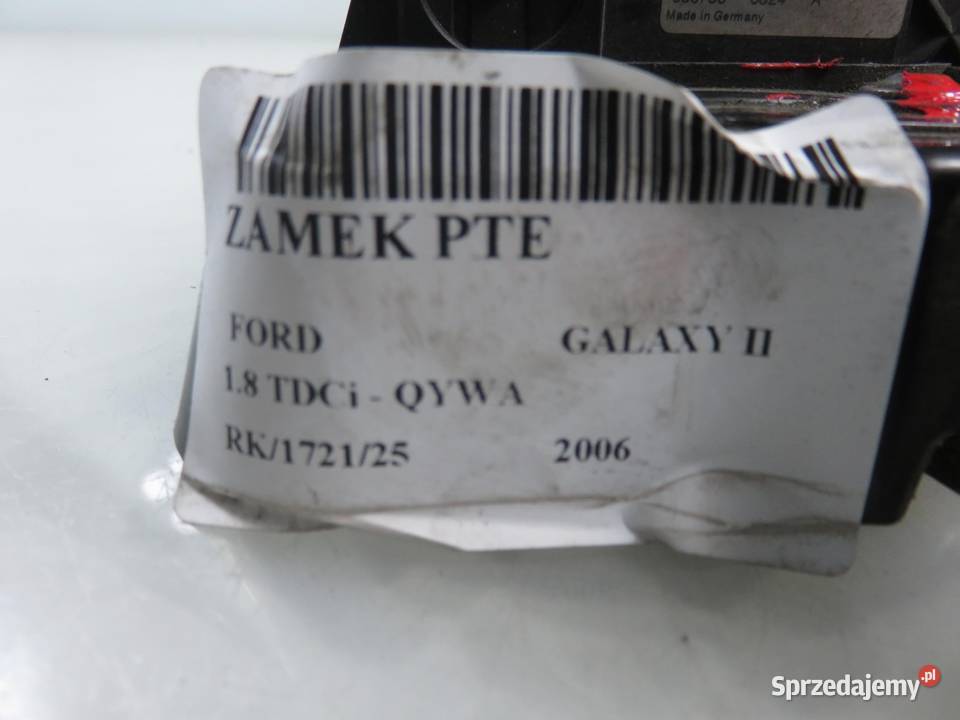 Made in Germany
ZAMEK PTE
FORD GALAXY II
1.8 TDCi - QYWA
RK/1721/25 2006
Sprzedajemy.pl